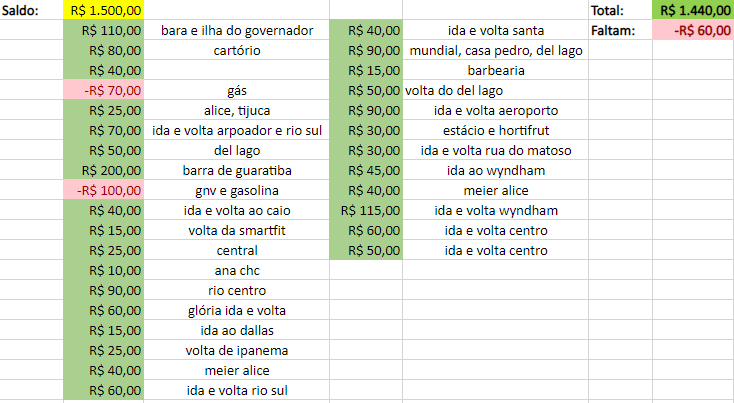 Saldo: R$ 1.500,00 Total: R$ 1.440,00
R$ 110,00 bara e ilha do governador R$ 40,00 ida e volta santa Faltam: -R$ 60,00
R$ 80,00 cartório R$ 90,00 mundial, casa pedro, del lago
R$ 40,00 R$ 15,00 barbearia
-R$ 70,00 gás R$ 50,00 volta do del lago
R$ 25,00 alice, tijuca R$ 90,00 ida e volta aeroporto
R$ 70,00 ida e volta arpoador e rio sul R$ 30,00 estácio e hortifrut
R$ 50,00 del lago R$ 30,00 ida e volta rua do matoso
R$ 200,00 barra de guaratiba R$ 45,00 ida ao wyndham
-R$ 100,00 gnv e gasolina R$ 40,00 meier alice
R$ 40,00 ida e volta ao caio R$ 115,00 ida e volta wyndham
R$ 15,00 volta da smartfit R$ 60,00 ida e volta centro
R$ 25,00 central R$ 50,00 ida e volta centro
R$ 10,00 ana chc
R$ 90,00 rio centro
R$ 60,00 glória ida e volta
R$ 15,00 ida ao dallas
R$ 25,00 volta de ipanema
R$ 40,00 meier alice
R$ 60,00 ida e volta rio sul